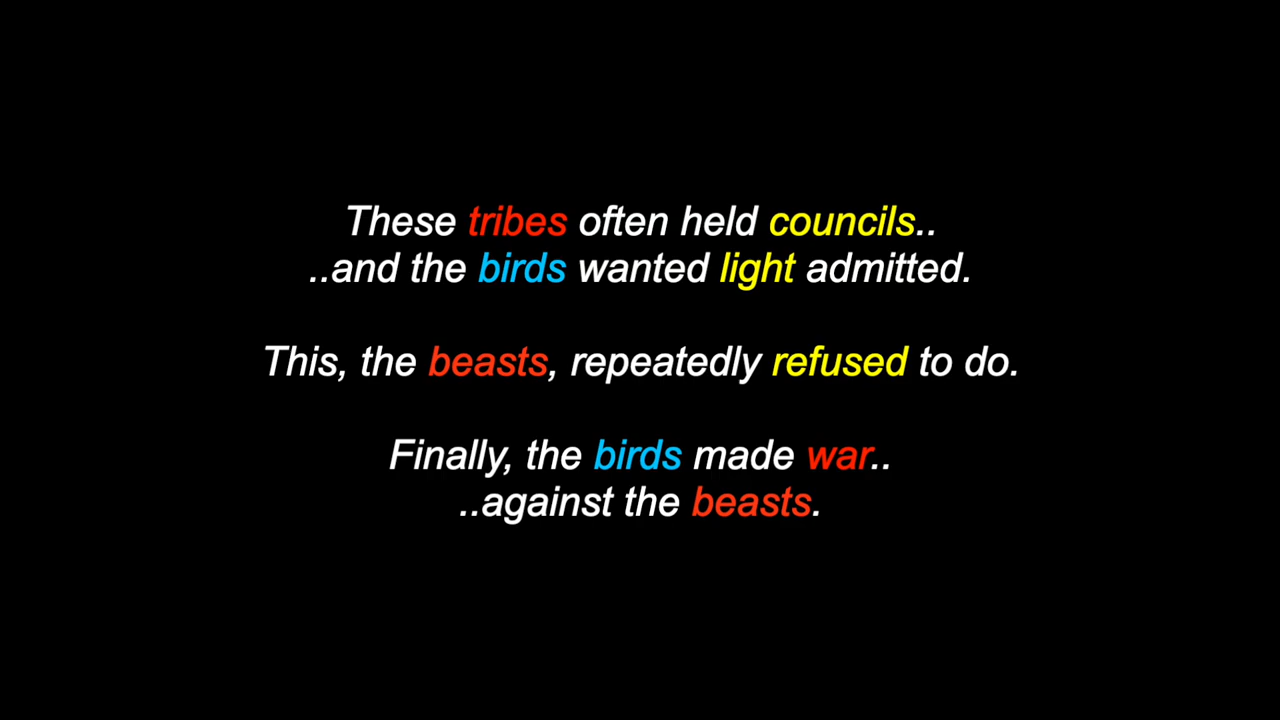 These tribes often held councils..
..and the birds wanted light admitted.
This, the beasts, repeatedly refused to do.
Finally, the birds made war..
..against the beasts.